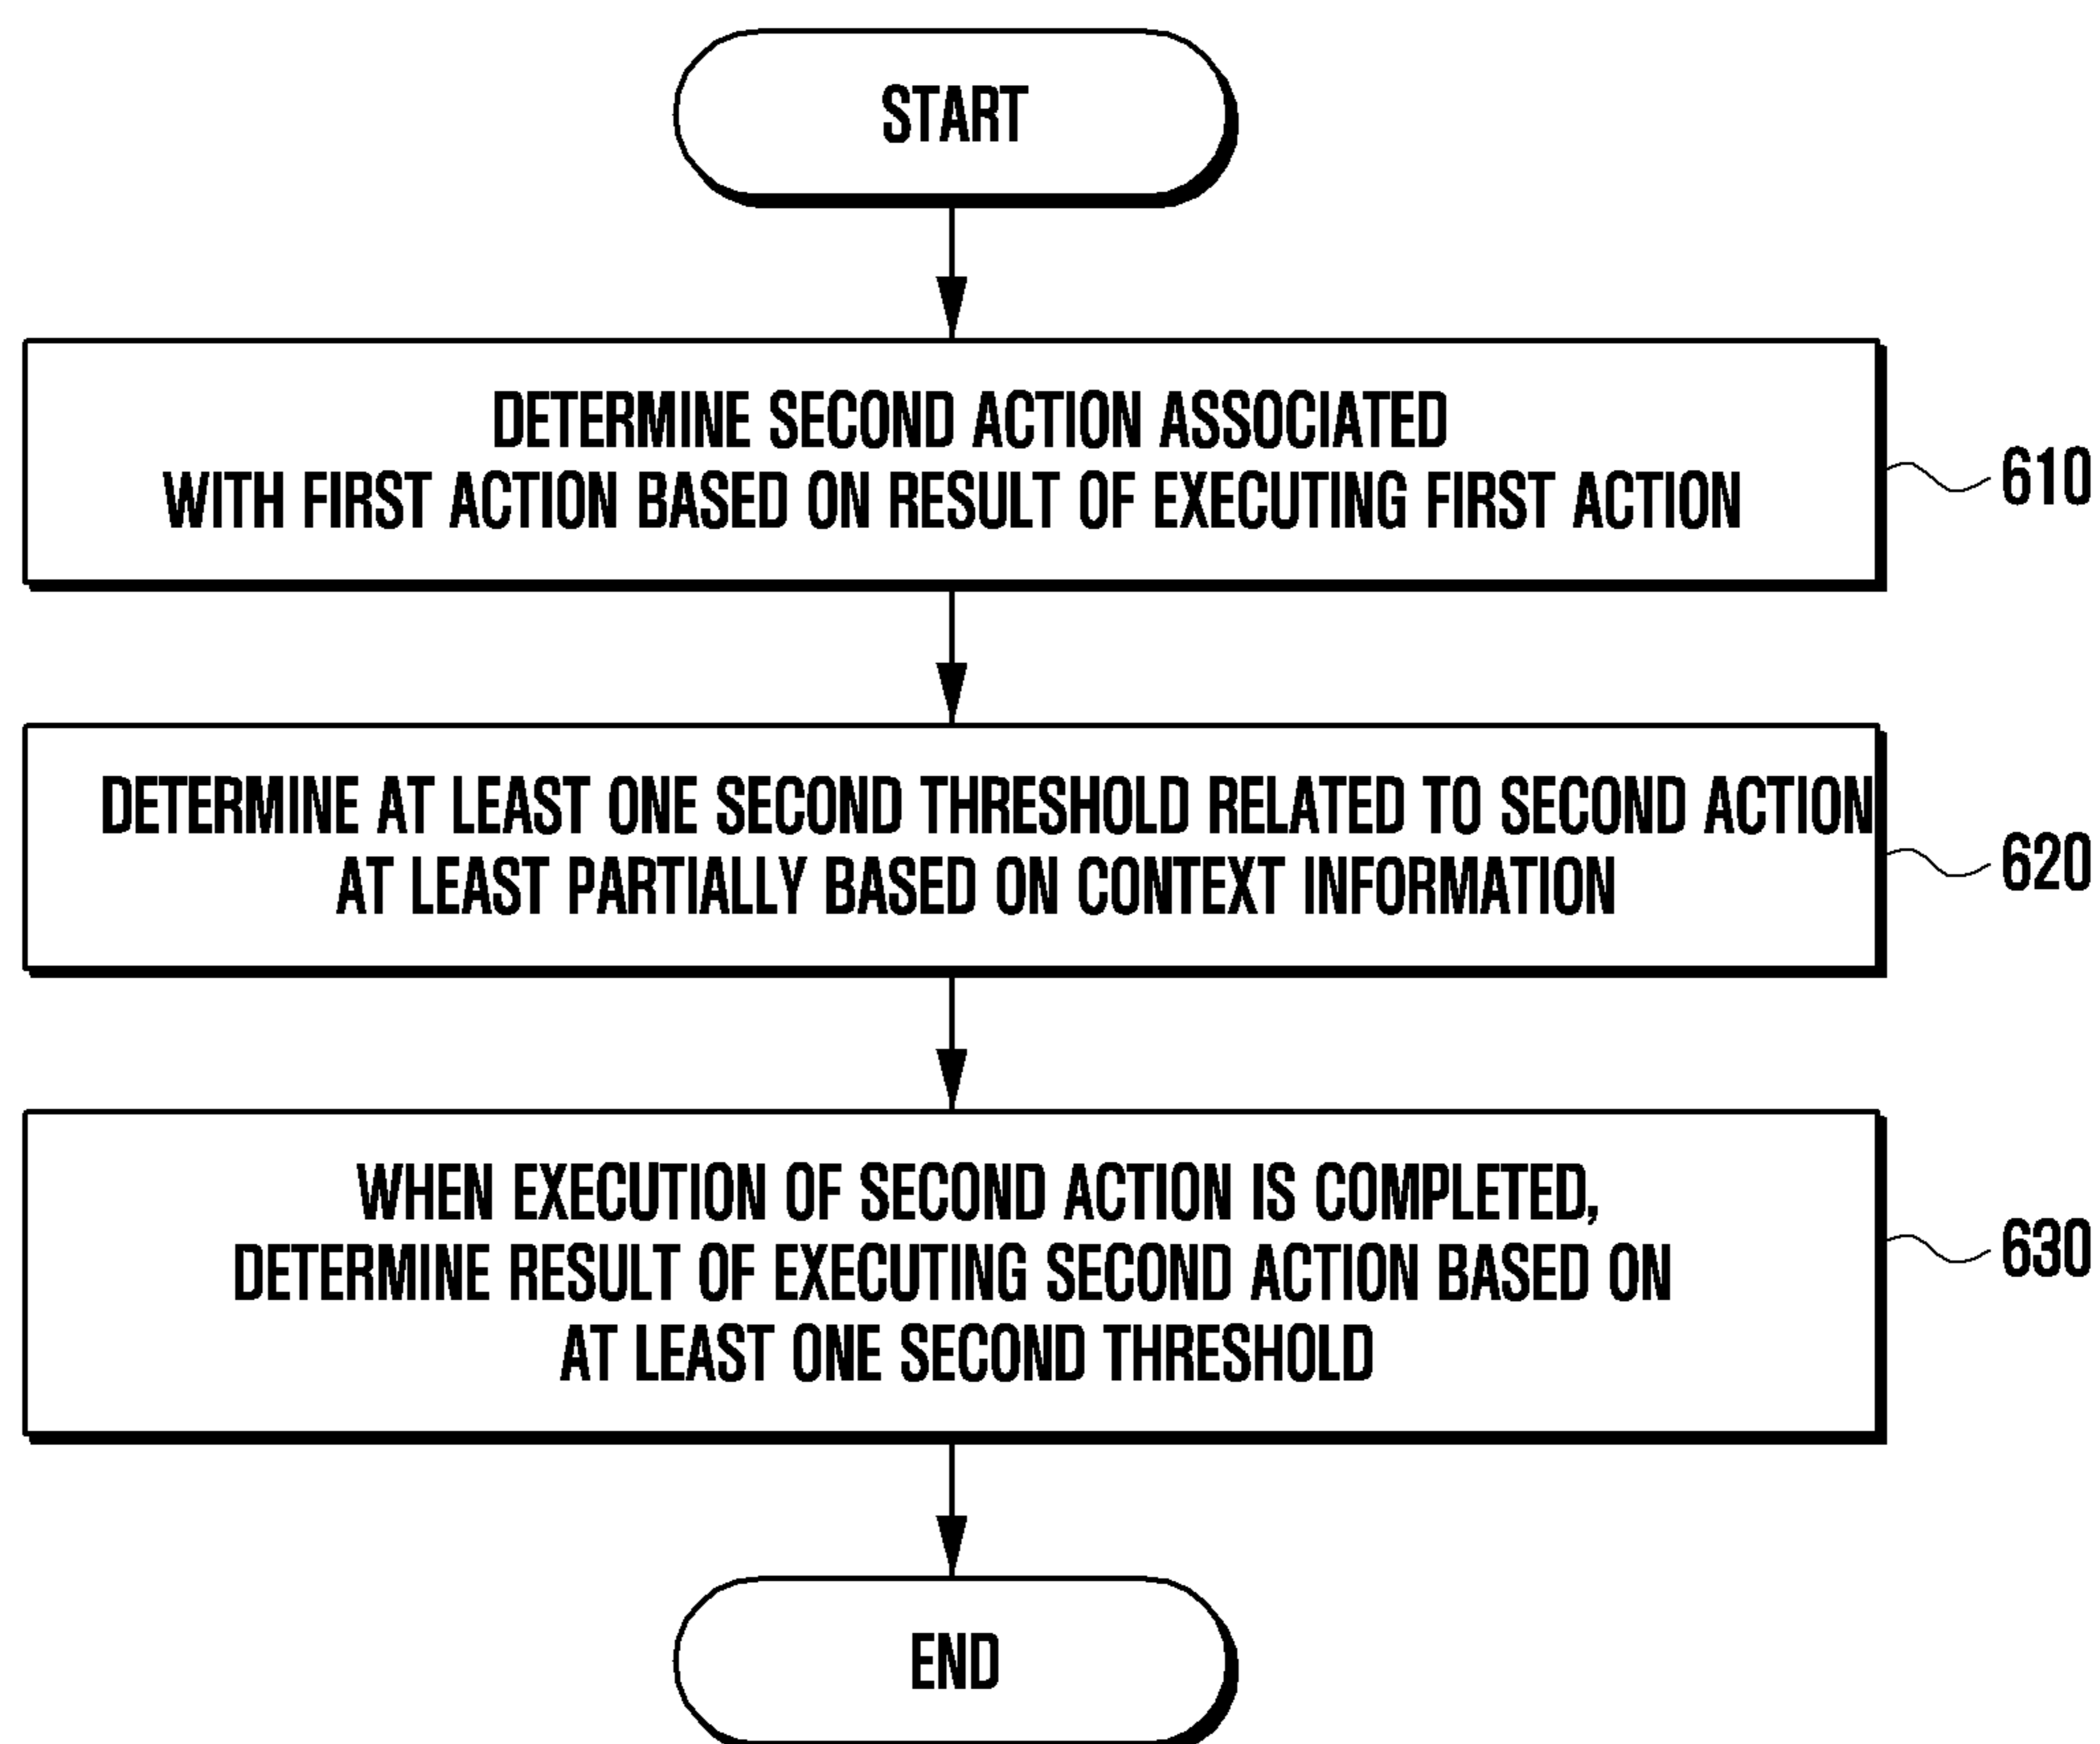 START
DETERMINE SECOND ACTION ASSOCIATED
WITH FIRST ACTION BASED ON RESULT OF EXECUTING FIRST ACTION
610
DETERMINE AT LEAST ONE SECOND THRESHOLD RELATED TO SECOND ACTION
AT LEAST PARTIALLY BASED ON CONTEXT INFORMATION
620
WHEN EXECUTION OF SECOND ACTION IS COMPLETED,
DETERMINE RESULT OF EXECUTING SECOND ACTION BASED ON
AT LEAST ONE SECOND THRESHOLD
630
END